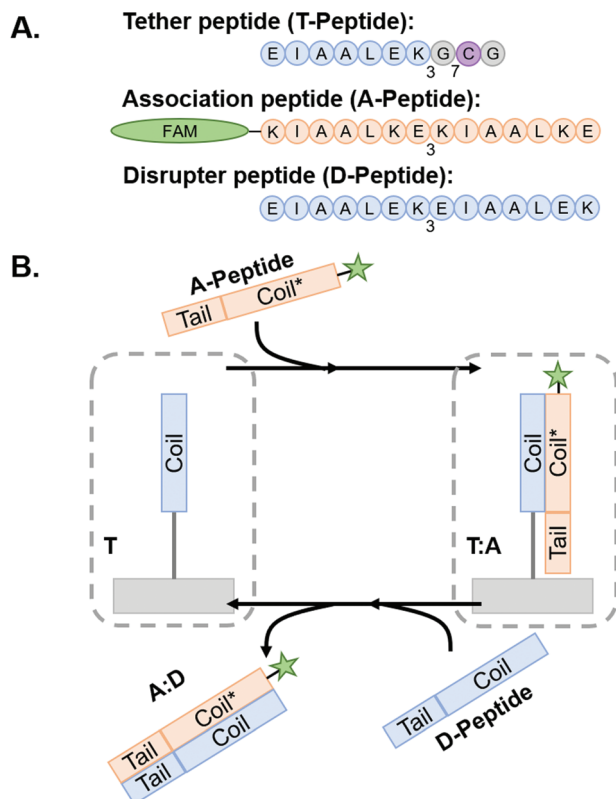 A.
Tether peptide (T-Peptide):
E I A A L E K G C G
3 7
Association peptide (A-Peptide):
FAM K I A A L K E K I A A L K E
3
Disrupter peptide (D-Peptide):
E I A A L E K E I A A L E K
3
B.
A-Peptide
Tail Coil*
Coil
T
Coil
Coil*
Tail
T:A
A:D
Tail Coil*
Tail Coil
Tail Coil
D-Peptide